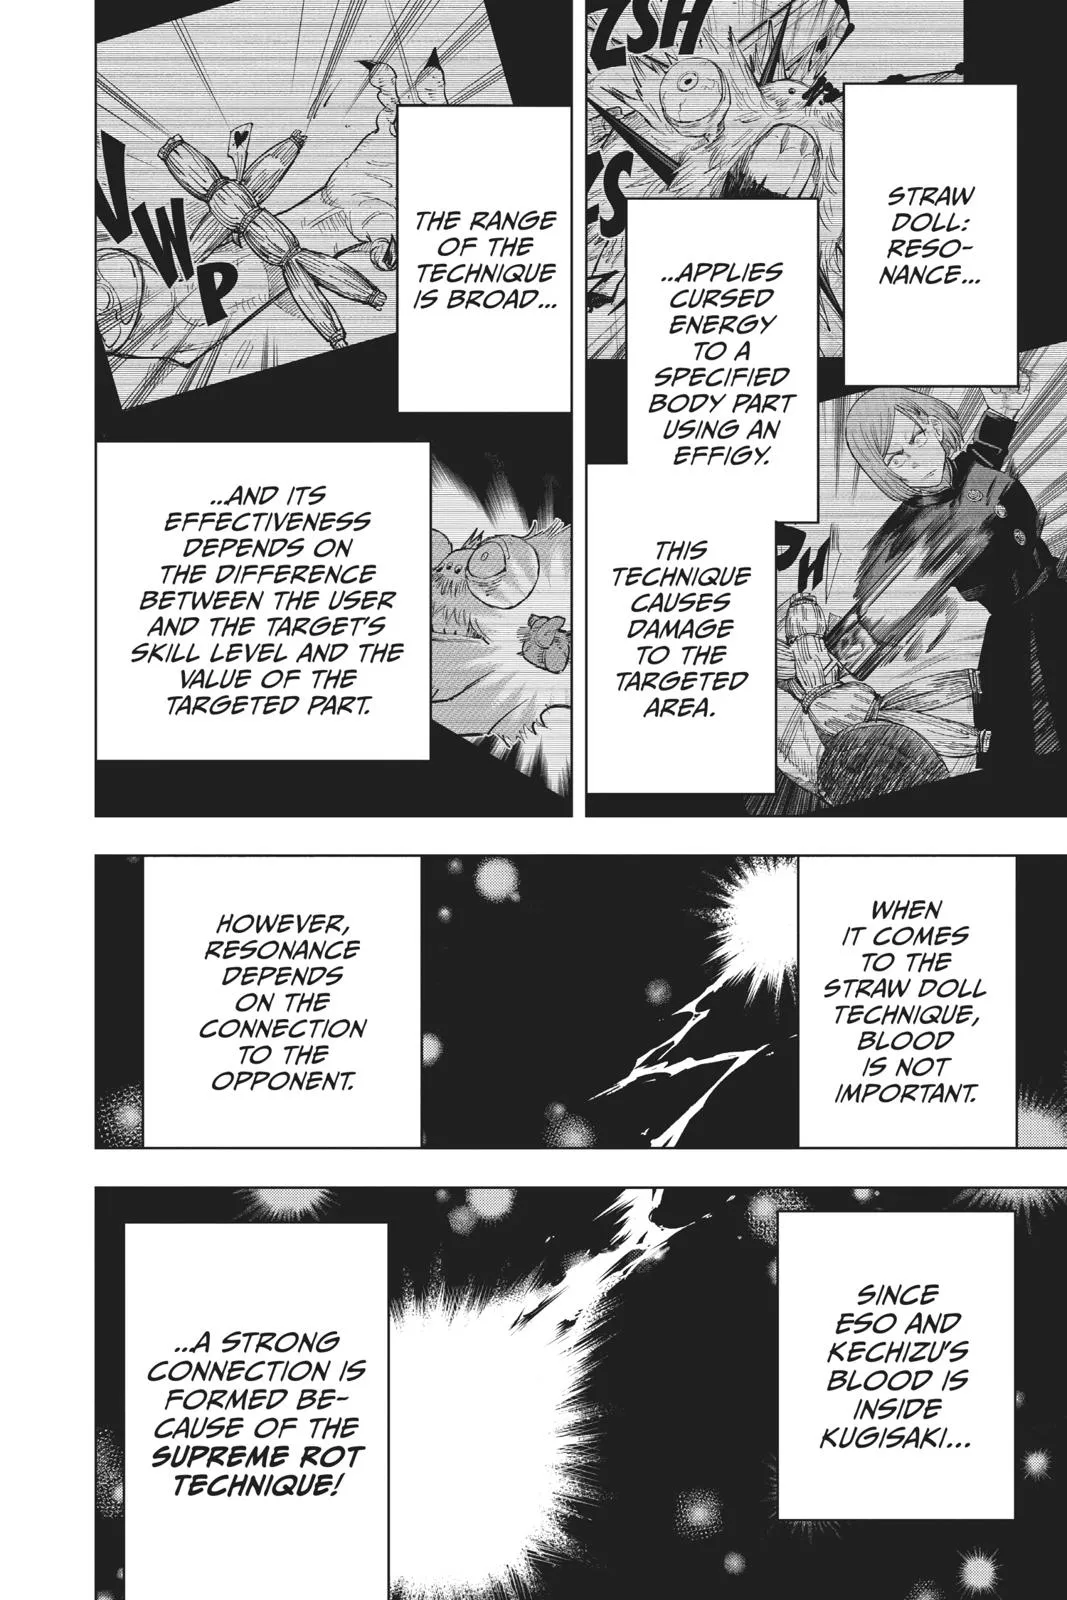 ZSH
STRAW
DOLL:
RESO-
NANCE...
...APPLIES
CURSED
ENERGY
TO A
SPECIFIED
BODY PART
USING AN
EFFIGY.
THIS
TECHNIQUE
CAUSES
DAMAGE
TO THE
TARGETED
AREA.
VWP
THE RANGE
OF THE
TECHNIQUE
IS BROAD...
...AND ITS
EFFECTIVENESS
DEPENDS ON
THE DIFFERENCE
BETWEEN THE USER
AND THE TARGET'S
SKILL LEVEL AND THE
VALUE OF THE
TARGETED PART.
WHEN
IT COMES
TO THE
STRAW DOLL
TECHNIQUE,
BLOOD
IS NOT
IMPORTANT.
HOWEVER,
RESONANCE
DEPENDS
ON THE
CONNECTION
TO THE
OPPONENT.
SINCE
ESO AND
KECHIZU'S
BLOOD IS
INSIDE
KUGISAKI...
...A STRONG
CONNECTION IS
FORMED BE-
CAUSE OF THE
SUPREME ROT
TECHNIQUE!